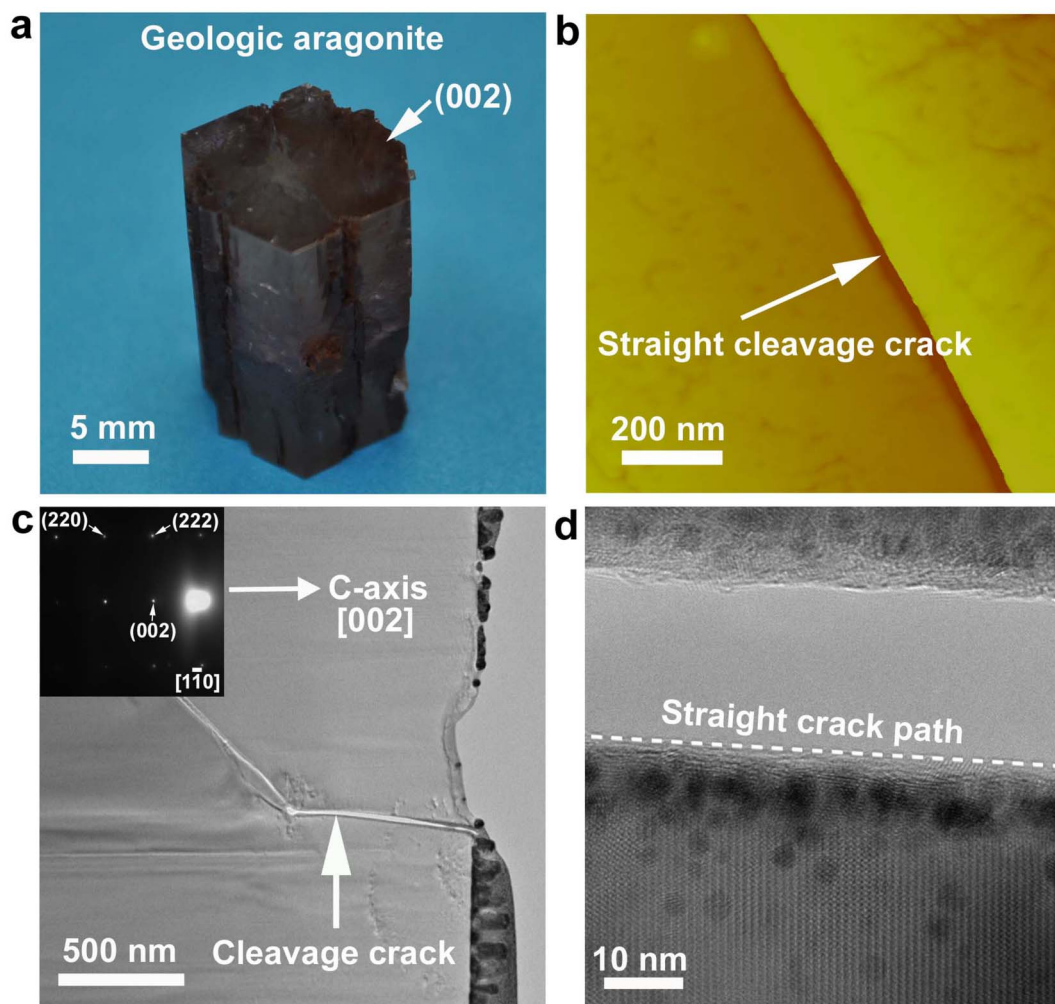 a
Geologic aragonite
(002)
5 mm
b
Straight cleavage crack
200 nm
c
(220)
(222)
(002)
[11̅0]
C-axis
[002]
Cleavage crack
500 nm
d
Straight crack path
10 nm